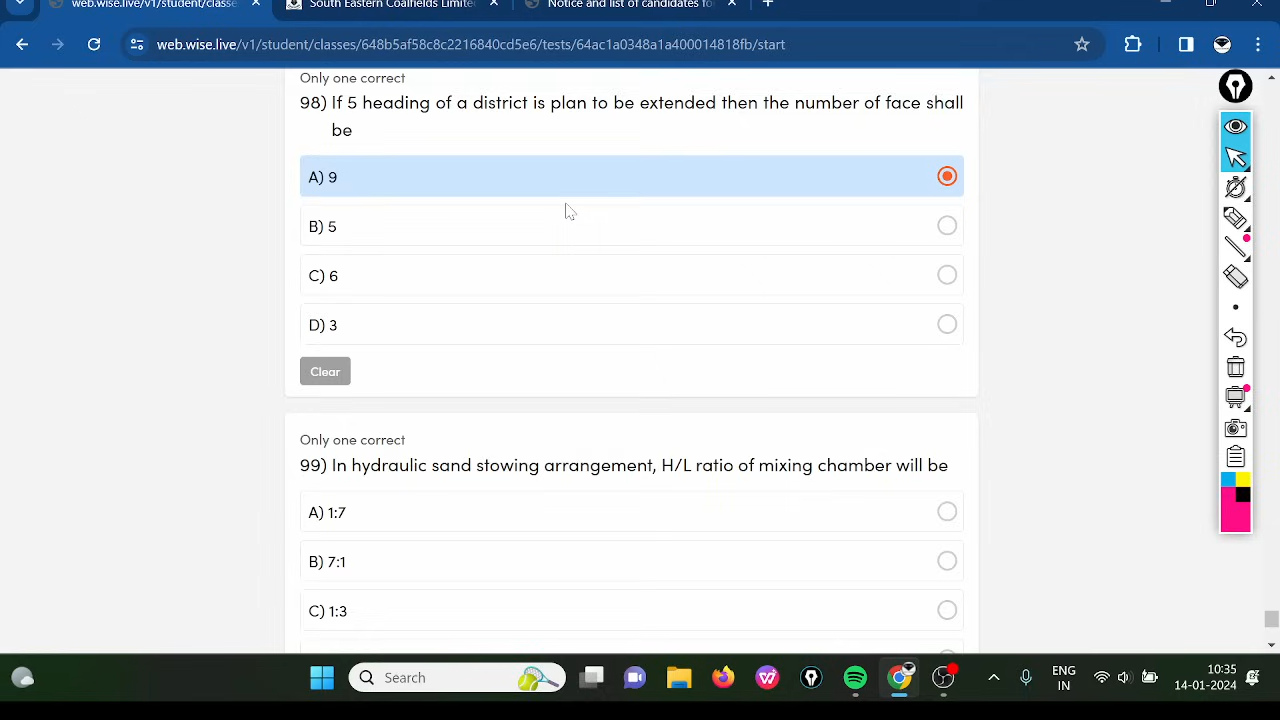 web.wise.live/v1/student/classe
South Eastern Coalfields Limite
Notice and list of candidates fo
web.wise.live/v1/student/classes/648b5af58c8c2216840cd5e6/tests/64ac1a0348a1a400014818fb/start
Only one correct
98) If 5 heading of a district is plan to be extended then the number of face shall
be
A) 9
B) 5
C) 6
D) 3
Clear
Only one correct
99) In hydraulic sand stowing arrangement, H/L ratio of mixing chamber will be
A) 1:7
B) 7:1
C) 1:3
Search
ENG
IN
10:35
14-01-2024